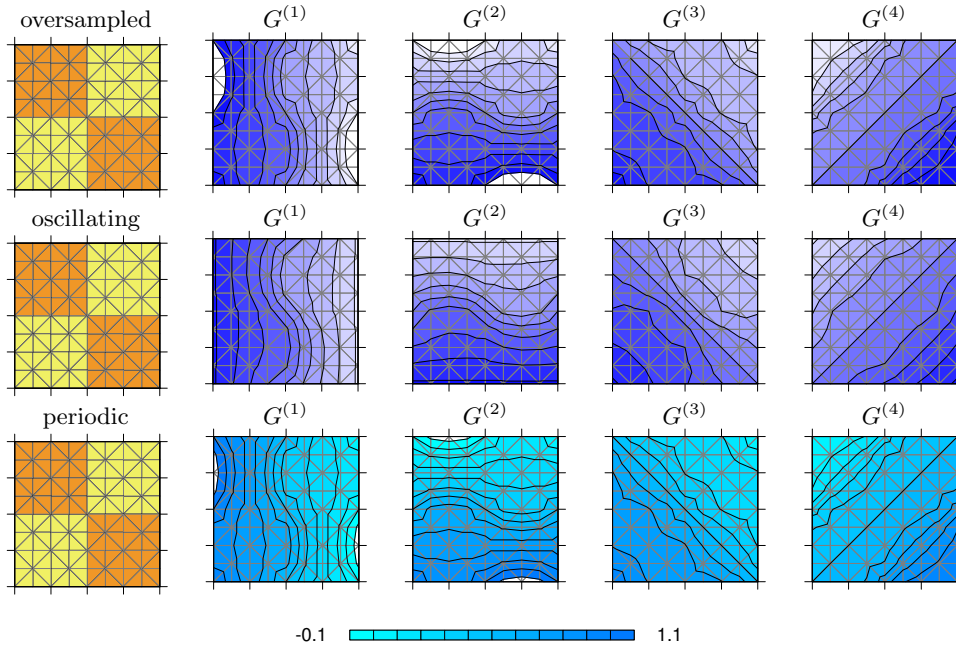 oversampled G^{(1)} G^{(2)} G^{(3)} G^{(4)}
oscillating G^{(1)} G^{(2)} G^{(3)} G^{(4)}
periodic G^{(1)} G^{(2)} G^{(3)} G^{(4)}
-0.1 1.1